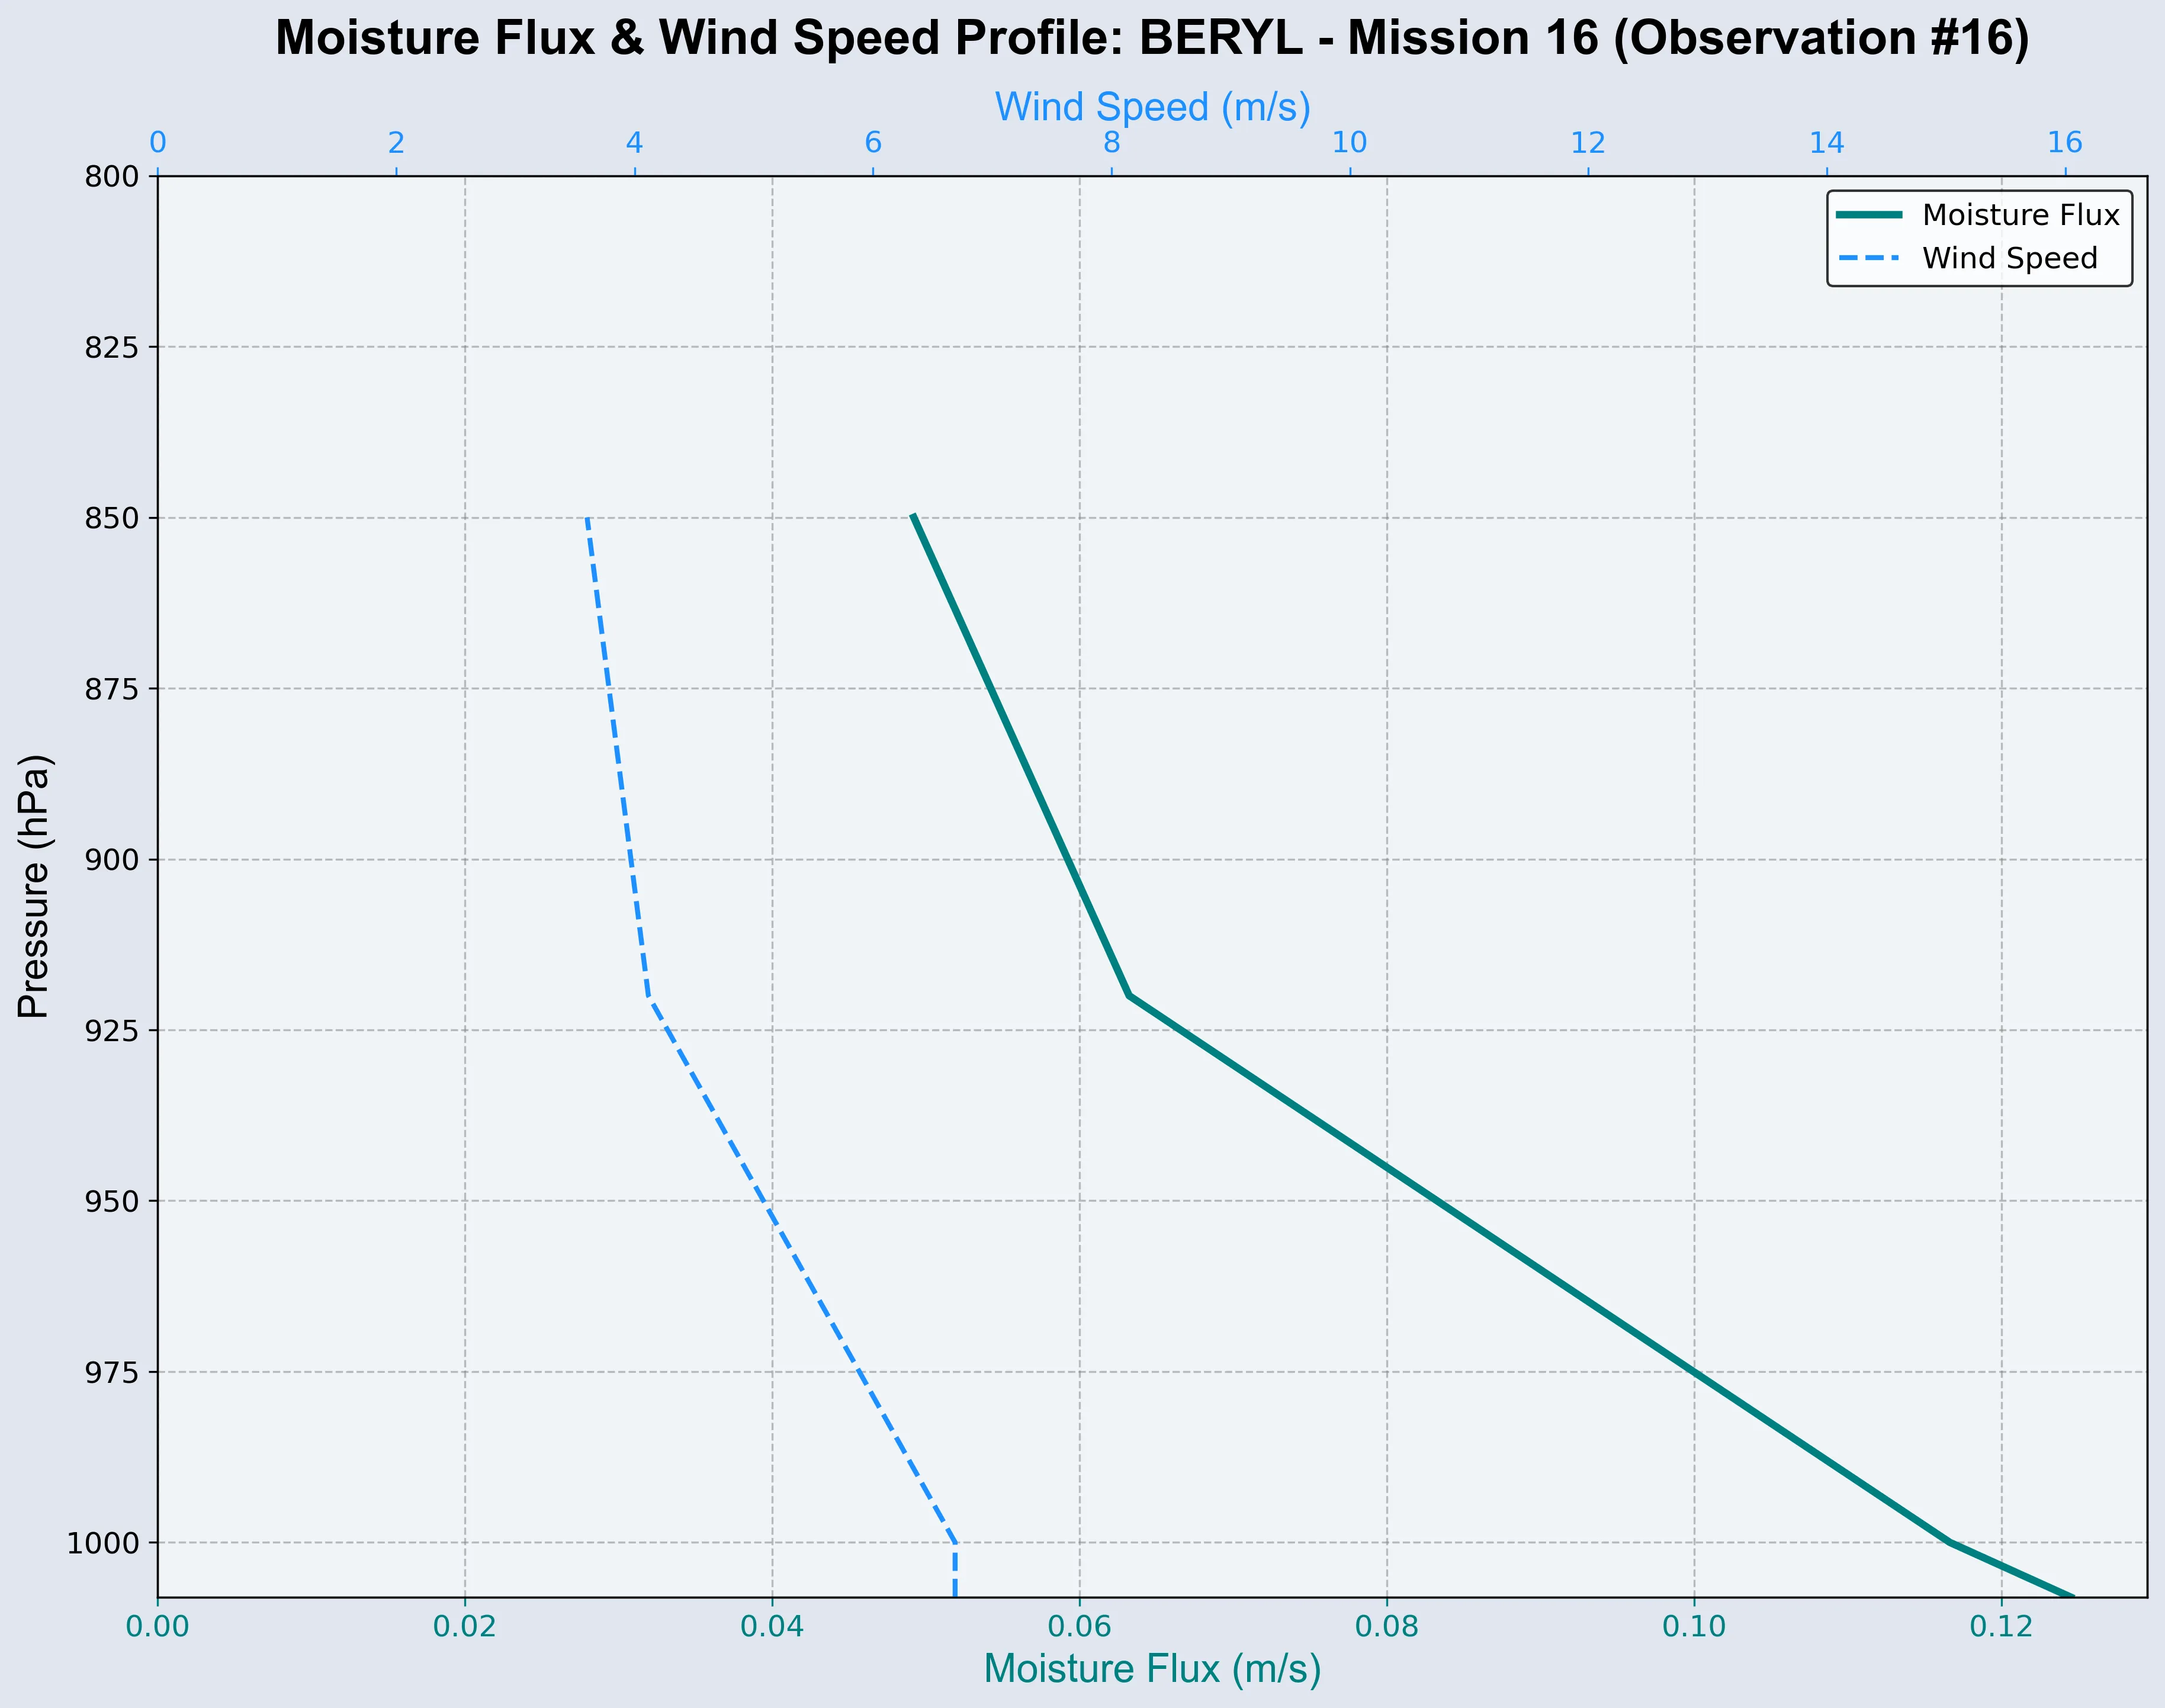 Moisture Flux & Wind Speed Profile: BERYL - Mission 16 (Observation #16)
Wind Speed (m/s)
0 2 4 6 8 10 12 14 16
Moisture Flux
Wind Speed
Pressure (hPa)
800
825
850
875
900
925
950
975
1000
0.00 0.02 0.04 0.06 0.08 0.10 0.12
Moisture Flux (m/s)